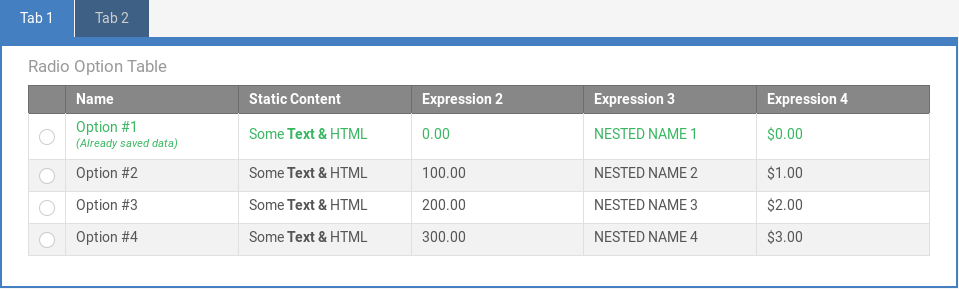 Tab 1 Tab 2
Radio Option Table
Name Static Content Expression 2 Expression 3 Expression 4
Option #1 Some Text & HTML 0.00 NESTED NAME 1 $0.00
(Already saved data)
Option #2 Some Text & HTML 100.00 NESTED NAME 2 $1.00
Option #3 Some Text & HTML 200.00 NESTED NAME 3 $2.00
Option #4 Some Text & HTML 300.00 NESTED NAME 4 $3.00